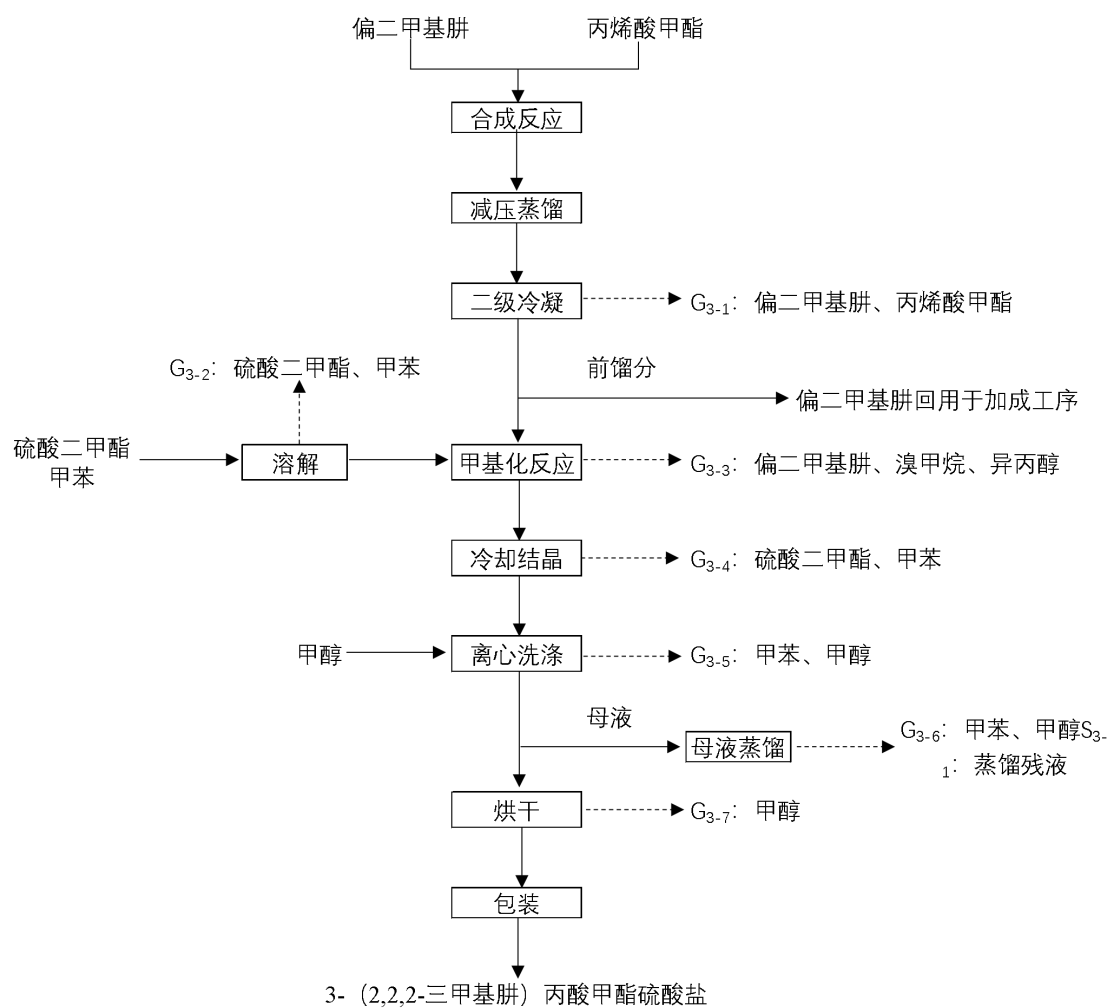 偏二甲基肼
丙烯酸甲酯
合成反应
减压蒸馏
二级冷凝
G3-1：偏二甲基肼、丙烯酸甲酯
G3-2：硫酸二甲酯、甲苯
前馏分
偏二甲基肼回用于加成工序
硫酸二甲酯
甲苯
溶解
甲基化反应
G3-3：偏二甲基肼、溴甲烷、异丙醇
冷却结晶
G3-4：硫酸二甲酯、甲苯
甲醇
离心洗涤
G3-5：甲苯、甲醇
母液
母液蒸馏
G3-6：甲苯、甲醇S3-
1：蒸馏残液
烘干
G3-7：甲醇
包装
3-（2,2,2-三甲基肼）丙酸甲酯硫酸盐